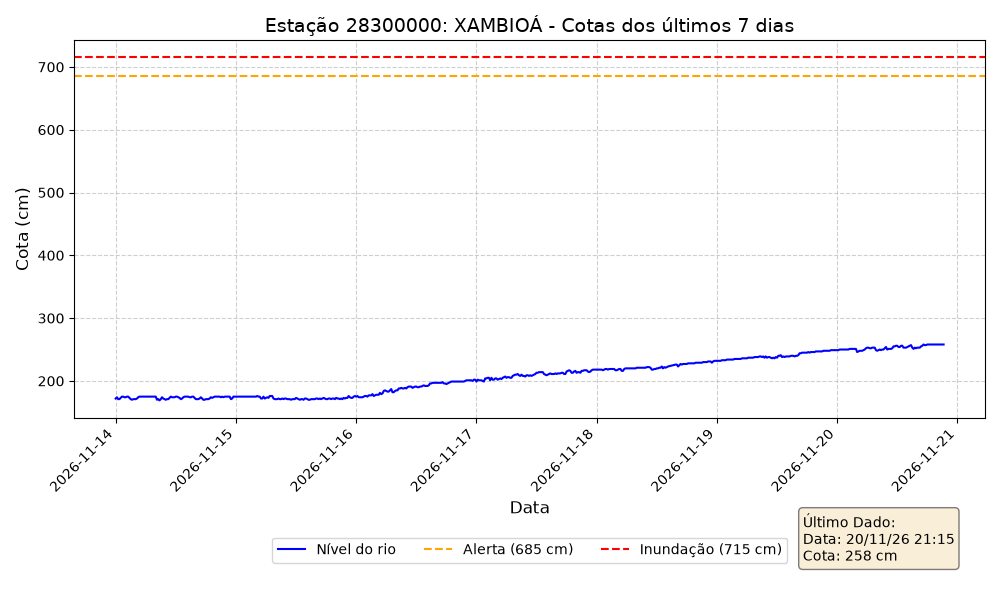 Estação 28300000: XAMBIOÁ - Cotas dos últimos 7 dias
Cota (cm)
700
600
500
400
300
200
2026-11-14
2026-11-15
2026-11-16
2026-11-17
2026-11-18
2026-11-19
2026-11-20
2026-11-21
Data
Nível do rio
Alerta (685 cm)
Inundação (715 cm)
Último Dado:
Data: 20/11/26 21:15
Cota: 258 cm